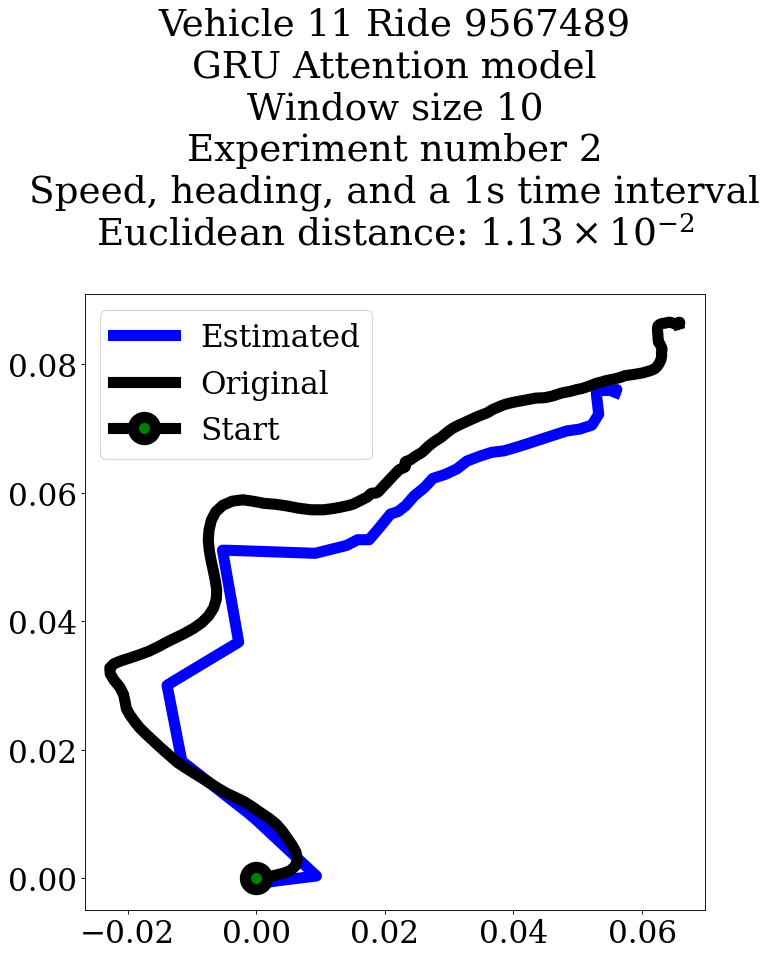 Vehicle 11 Ride 9567489
GRU Attention model
Window size 10
Experiment number 2
Speed, heading, and a 1s time interval
Euclidean distance: 1.13 × 10⁻²
Estimated
Original
Start
0.08
0.06
0.04
0.02
0.00
−0.02 0.00 0.02 0.04 0.06